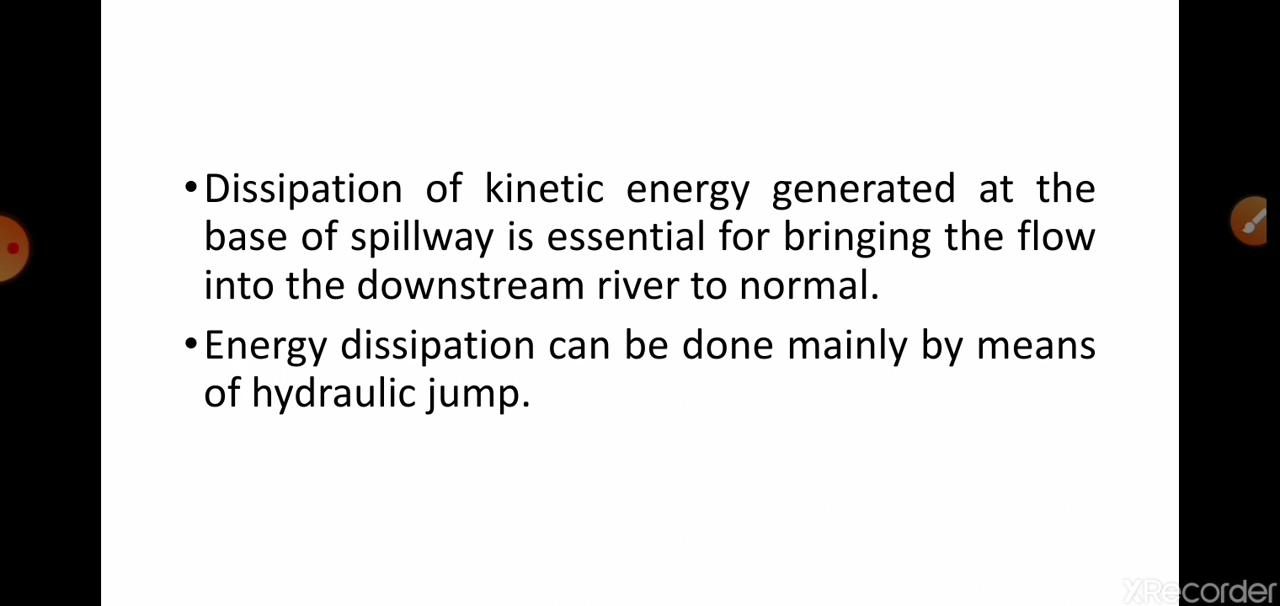 •Dissipation of kinetic energy generated at the
base of spillway is essential for bringing the flow
into the downstream river to normal.
•Energy dissipation can be done mainly by means
of hydraulic jump.
XRecorder